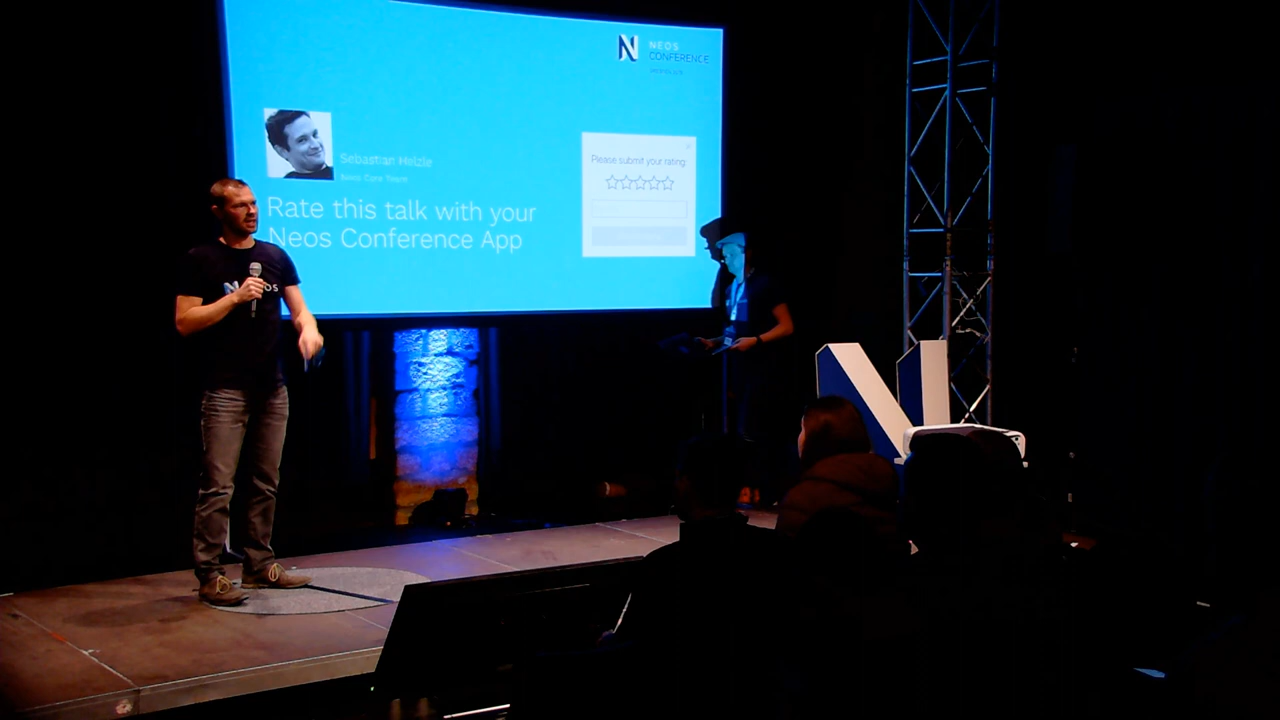 NEOS
CONFERENCE
Sebastian Helzle
Neos Core Team
Rate this talk with your
Neos Conference App
Please submit your rating:
N
OS